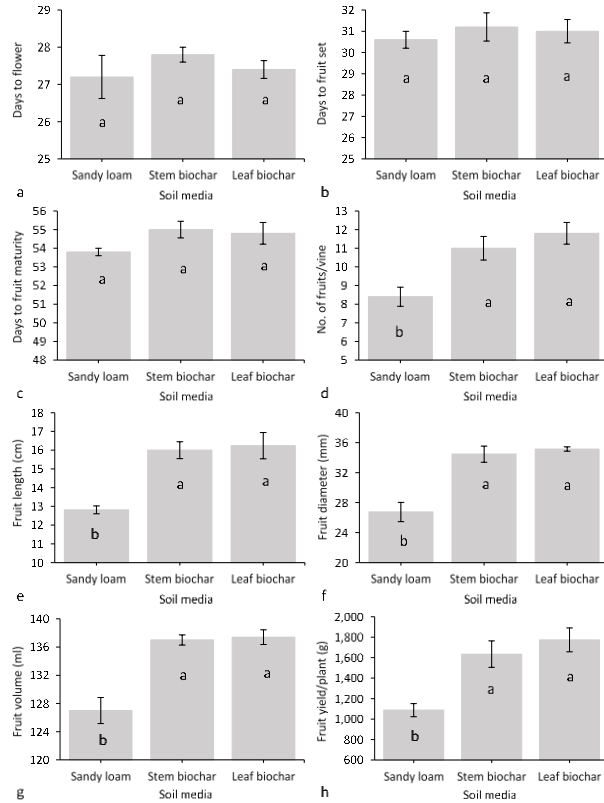 Days to flower
28
27
26
25
29
a
a
a
Sandy loam Stem biochar Leaf biochar
Soil media
a
Days to fruit set
32
31
30
29
28
27
26
25
a
a
a
Sandy loam Stem biochar Leaf biochar
Soil media
b
Days to fruit maturity
56
55
54
53
52
51
50
49
48
a
a
a
Sandy loam Stem biochar Leaf biochar
Soil media
c
No. of fruits/vine
13
12
11
10
9
8
7
6
5
b
a
a
Sandy loam Stem biochar Leaf biochar
Soil media
d
Fruit length (cm)
18
17
16
15
14
13
12
11
10
b
a
a
Sandy loam Stem biochar Leaf biochar
Soil media
e
Fruit diameter (mm)
40
36
32
28
24
20
b
a
a
Sandy loam Stem biochar Leaf biochar
Soil media
f
Fruit volume (ml)
140
136
132
128
124
120
b
a
a
Sandy loam Stem biochar Leaf biochar
Soil media
g
Fruit yield/plant (g)
2,000
1,800
1,600
1,400
1,200
1,000
800
600
b
a
a
Sandy loam Stem biochar Leaf biochar
Soil media
h